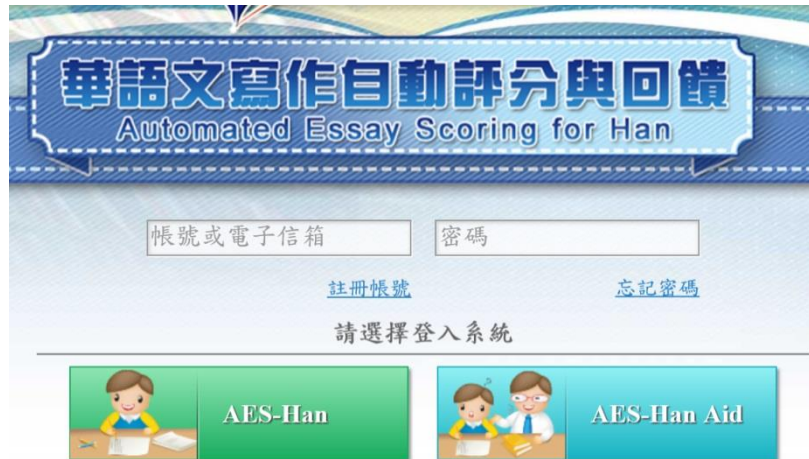 華語文寫作自動評分與回饋
Automated Essay Scoring for Han
帳號或電子信箱 密碼
註冊帳號 忘記密碼
請選擇登入系統
AES-Han AES-Han Aid